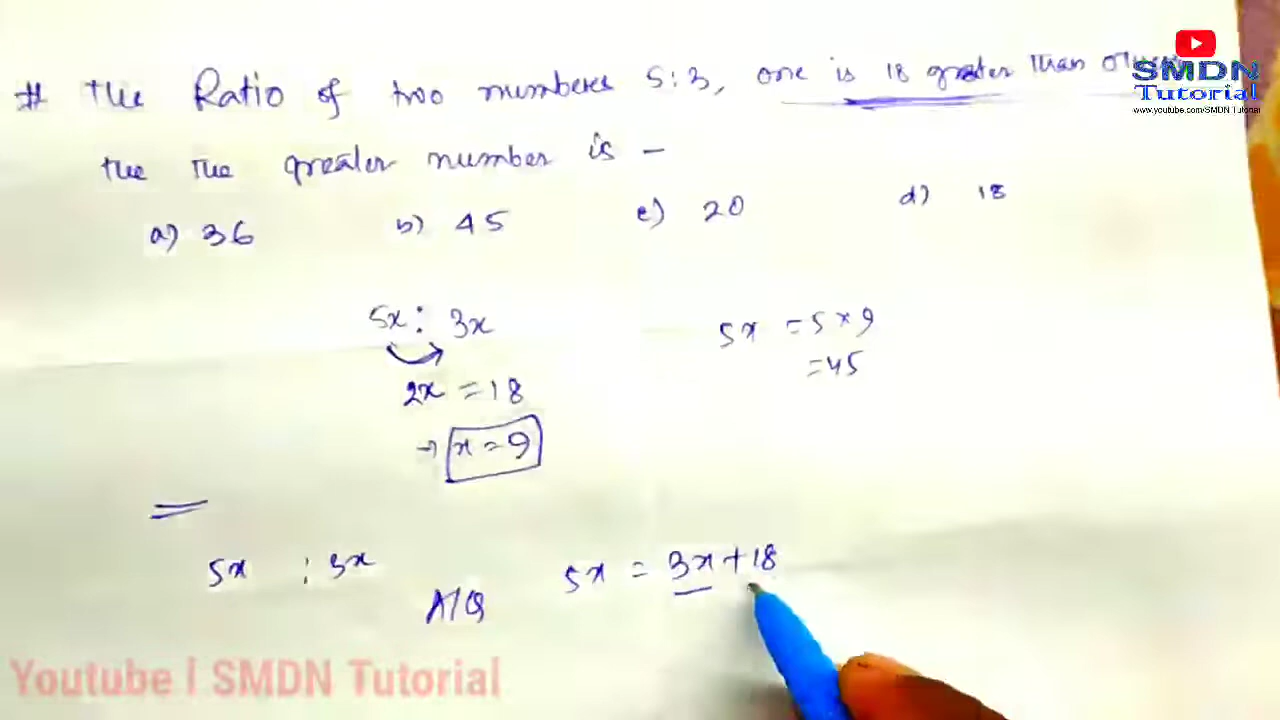 # The Ratio of two numbers 5:3, one is 18 greater than
SMDN
Tutorial
www.youtube.com/SMDN Tutorial
the the greater number is –
a) 36 b) 45 c) 20 d) 18
5x : 3x
2x = 18
→ x = 9
5x = 5 × 9
= 45
=
5x : 3x
A/Q 5x = 3x + 18
Youtube | SMDN Tutorial